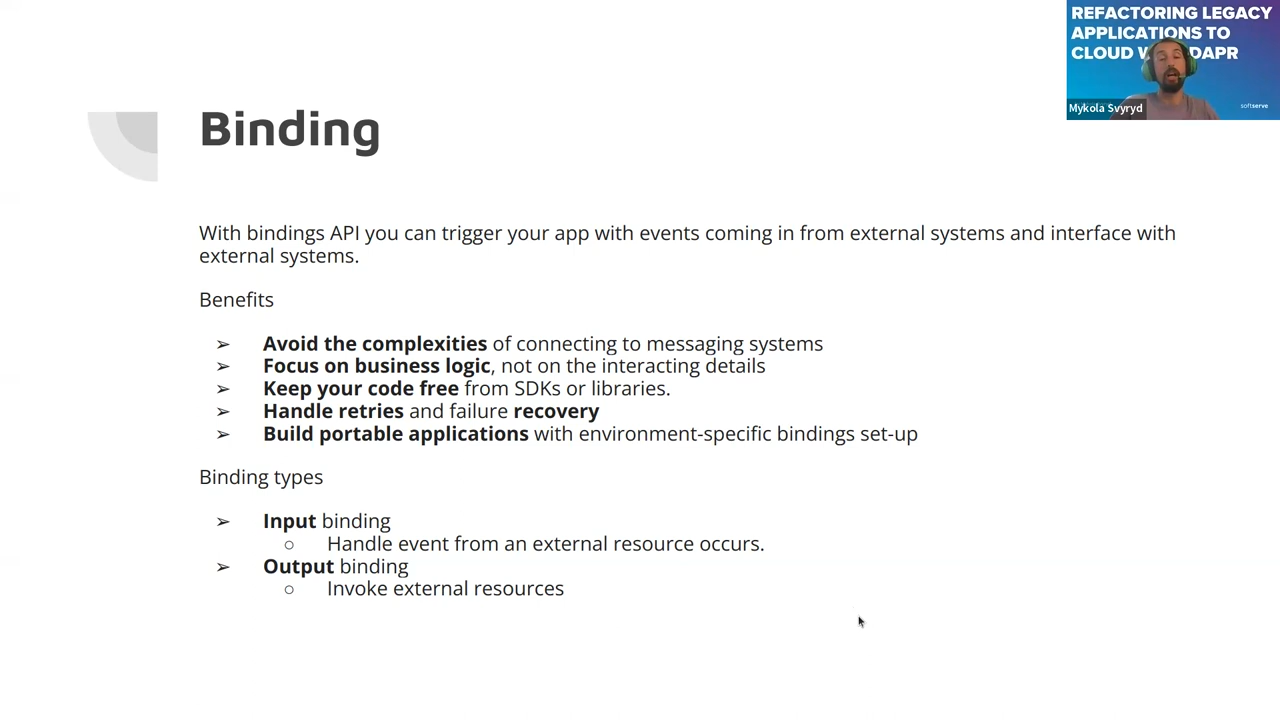 REFACTORING LEGACY
APPLICATIONS TO
CLOUD W DAPR
Mykola Svyryd
softserve
Binding
With bindings API you can trigger your app with events coming in from external systems and interface with
external systems.
Benefits
➢ Avoid the complexities of connecting to messaging systems
➢ Focus on business logic, not on the interacting details
➢ Keep your code free from SDKs or libraries.
➢ Handle retries and failure recovery
➢ Build portable applications with environment-specific bindings set-up
Binding types
➢ Input binding
○ Handle event from an external resource occurs.
➢ Output binding
○ Invoke external resources